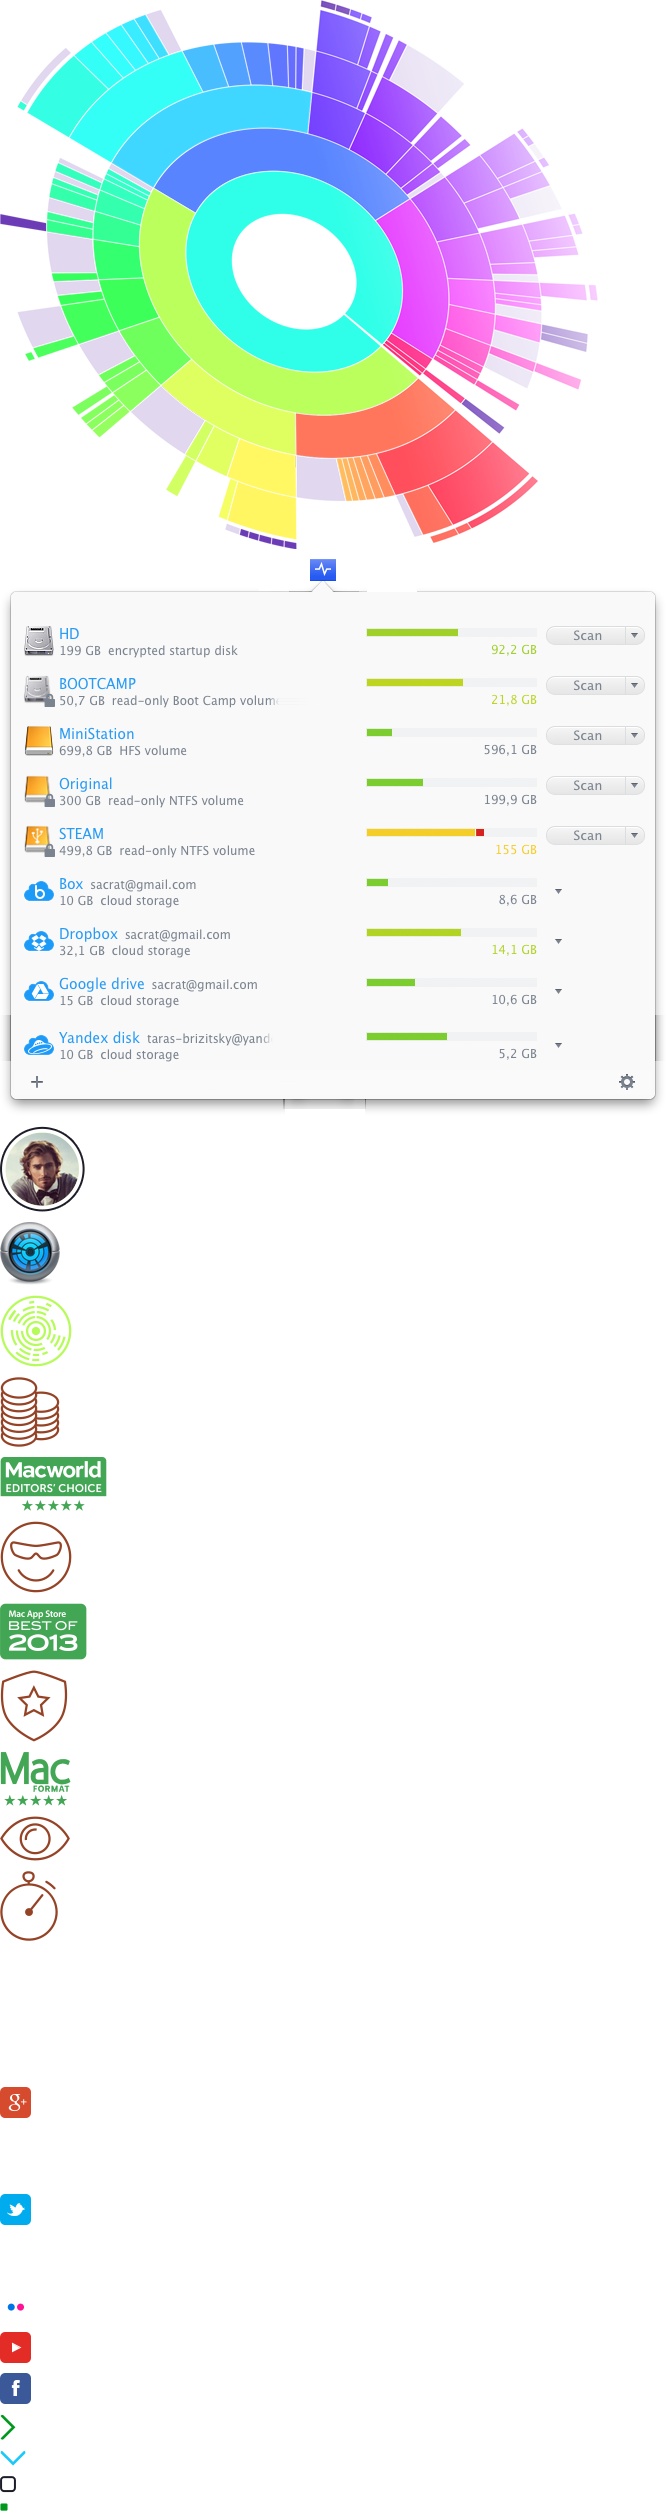 HD
199 GB encrypted startup disk
92,2 GB
Scan
BOOTCAMP
50,7 GB read-only Boot Camp volume
21,8 GB
Scan
MiniStation
699,8 GB HFS volume
596,1 GB
Scan
Original
300 GB read-only NTFS volume
199,9 GB
Scan
STEAM
499,8 GB read-only NTFS volume
155 GB
Scan
Box sacrat@gmail.com
10 GB cloud storage
8,6 GB
Dropbox sacrat@gmail.com
32,1 GB cloud storage
14,1 GB
Google drive sacrat@gmail.com
15 GB cloud storage
10,6 GB
Yandex disk taras-brizitsky@yand
10 GB cloud storage
5,2 GB
Macworld
EDITORS' CHOICE
Mac App Store
BEST OF
2013
Mac
FORMAT
g+
f